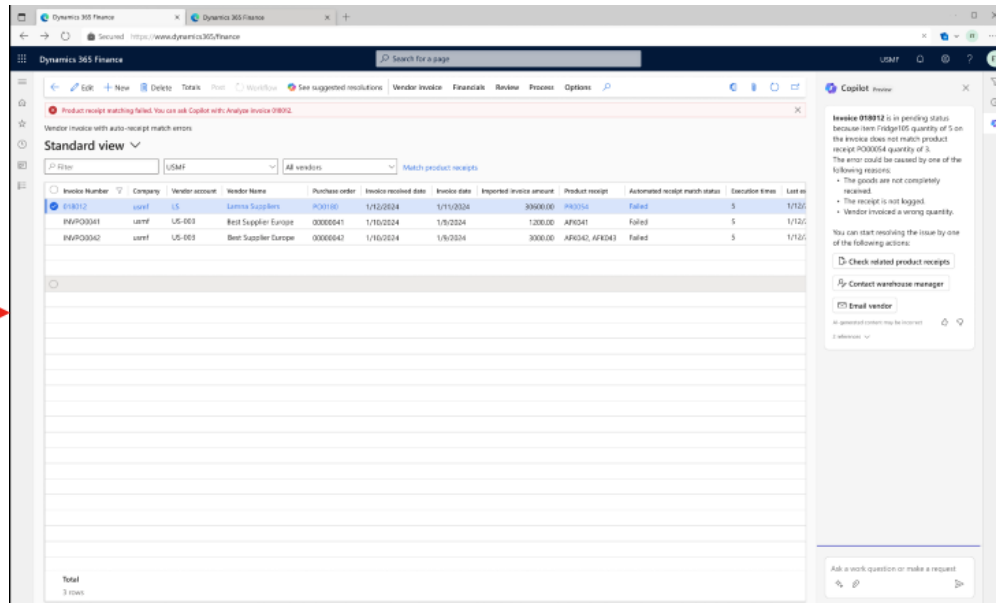 Dynamics 365 Finance
Dynamics 365 Finance
Secured https://www.dynamics365/finance
Dynamics 365 Finance
Search for a page
USMF
Edit New Delete Totals Post Workflow See suggested resolutions Vendor invoice Financials Review Process Options
Product receipt matching failed. You can ask Copilot with: Analyze invoice 018012.
Vendor invoice with auto-receipt match errors
Standard view
Filter USMF All vendors Match product receipts
Invoice Number Company Vendor account Vendor Name Purchase order Invoice received date Invoice date Imported invoice amount Product receipt Automated receipt match status Execution times Last
018012 usmf LS Lamna Suppliers PO0180 1/12/2024 1/11/2024 30600.00 PR0054 Failed 5 1/12/
INVPO0041 usmf US-003 Best Supplier Europe 00000041 1/10/2024 1/9/2024 1200.00 AFK041 Failed 5 1/12/
INVPO0042 usmf US-003 Best Supplier Europe 00000042 1/10/2024 1/9/2024 3000.00 AFK042, AFK043 Failed 5 1/12/
Total
3 rows
Copilot Preview
Invoice 018012 is in pending status
because item Fridge105 quantity of 5 on
the invoice does not match product
receipt PO00054 quantity of 3.
The error could be caused by one of the
following reasons:
• The goods are not completely
received.
• The receipt is not logged.
• Vendor invoiced a wrong quantity.
You can start resolving the issue by one
of the following actions:
Check related product receipts
Contact warehouse manager
Email vendor
AI-generated content may be incorrect
2 references
Ask a work question or make a request